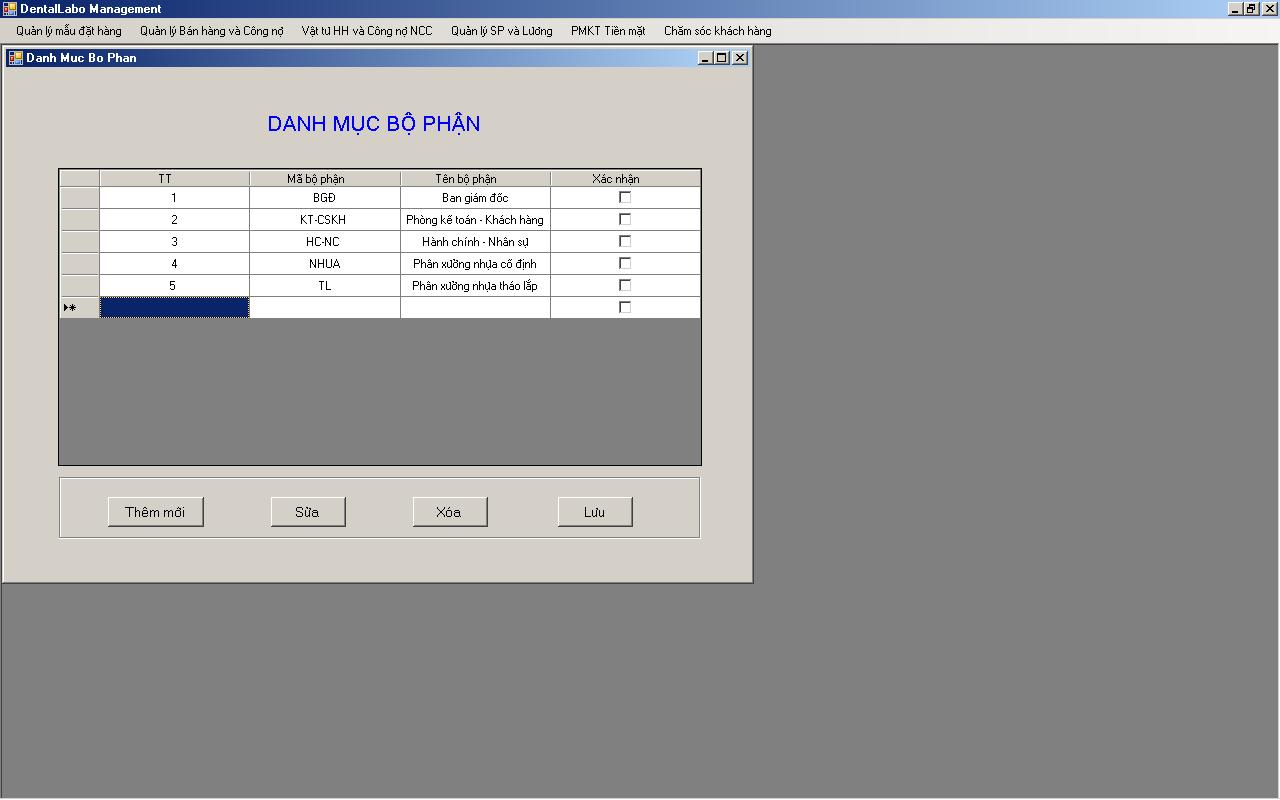 DentalLabo Management
Quản lý mẫu đặt hàng Quản lý Bán hàng và Công nợ Vật tư HH và Công nợ NCC Quản lý SP và Lương PMKT Tiền mặt Chăm sóc khách hàng
Danh Muc Bo Phan
DANH MỤC BỘ PHẬN
TT Mã bộ phận Tên bộ phận Xác nhận
1 BGĐ Ban giám đốc
2 KT-CSKH Phòng kế toán - Khách hàng
3 HC-NC Hành chính - Nhân sự
4 NHUA Phân xưởng nhựa cố định
5 TL Phân xưởng nhựa tháo lắp
Thêm mới Sửa Xóa Lưu